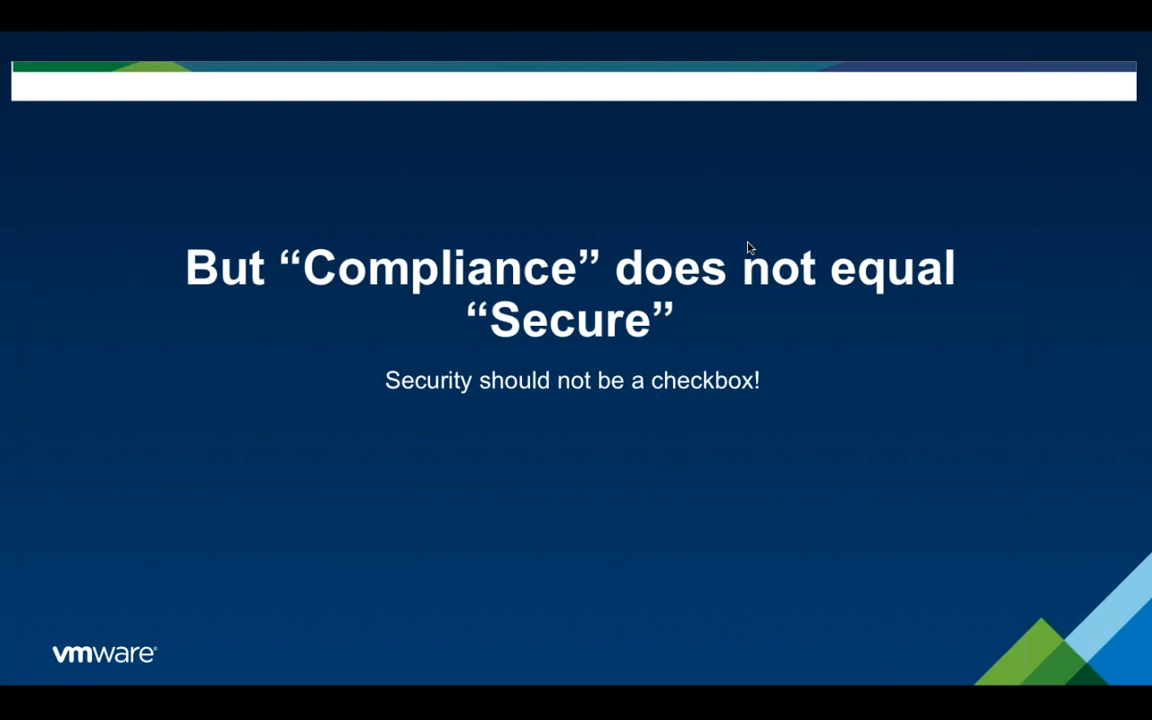 But “Compliance” does not equal
“Secure”
Security should not be a checkbox!
vmware®